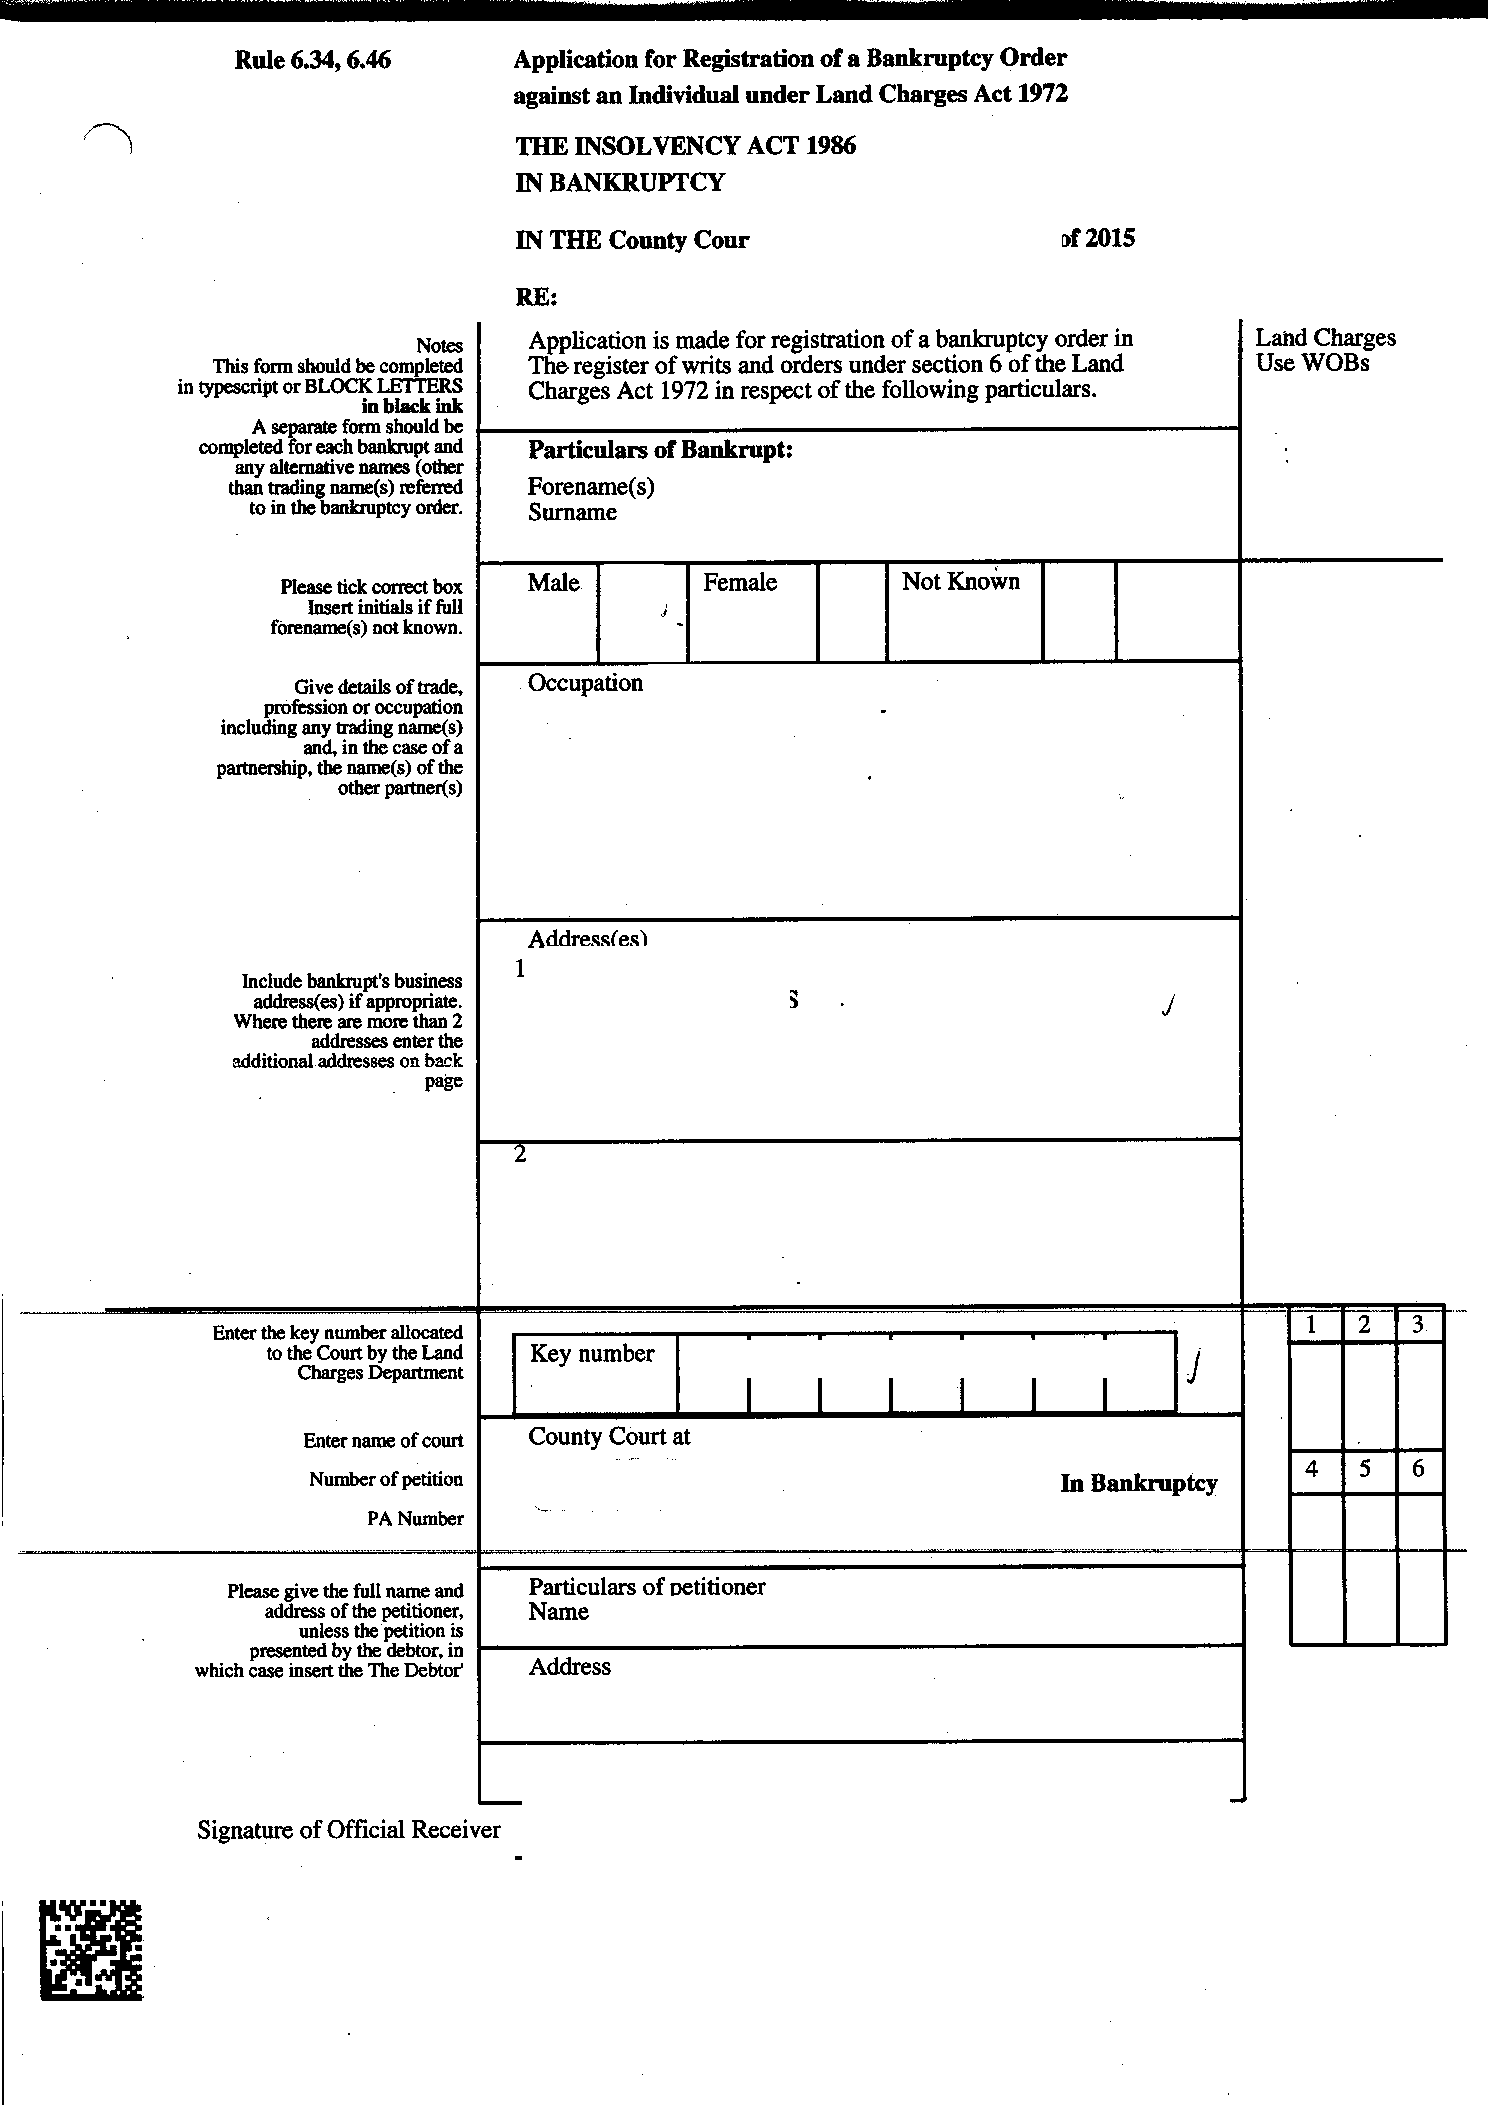 Rule 6.34, 6.46
Application for Registration of a Bankruptcy Order
against an Individual under Land Charges Act 1972
THE INSOLVENCY ACT 1986
IN BANKRUPTCY
IN THE County Cour
of 2015
RE:
Notes
This form should be completed
in typescript or BLOCK LETTERS
in black ink
A separate form should be
completed for each bankrupt and
any alternative names (other
than trading name(s) referred
to in the bankruptcy order.
Application is made for registration of a bankruptcy order in
The register of writs and orders under section 6 of the Land
Charges Act 1972 in respect of the following particulars.
Land Charges
Use WOBs
Particulars of Bankrupt:
Forename(s)
Surname
Please tick correct box
Insert initials if full
forename(s) not known.
Male
Female
Not Known
Give details of trade,
profession or occupation
including any trading name(s)
and, in the case of a
partnership, the name(s) of the
other partner(s)
Occupation
Address(es)
1
S
Include bankrupt's business
address(es) if appropriate.
Where there are more than 2
addresses enter the
additional addresses on back
page
2
Enter the key number allocated
to the Court by the Land
Charges Department
Key number
1 2 3
Enter name of court
County Court at
Number of petition
In Bankruptcy
4 5 6
PA Number
Please give the full name and
address of the petitioner,
unless the petition is
presented by the debtor, in
which case insert the The Debtor'
Particulars of petitioner
Name
Address
Signature of Official Receiver